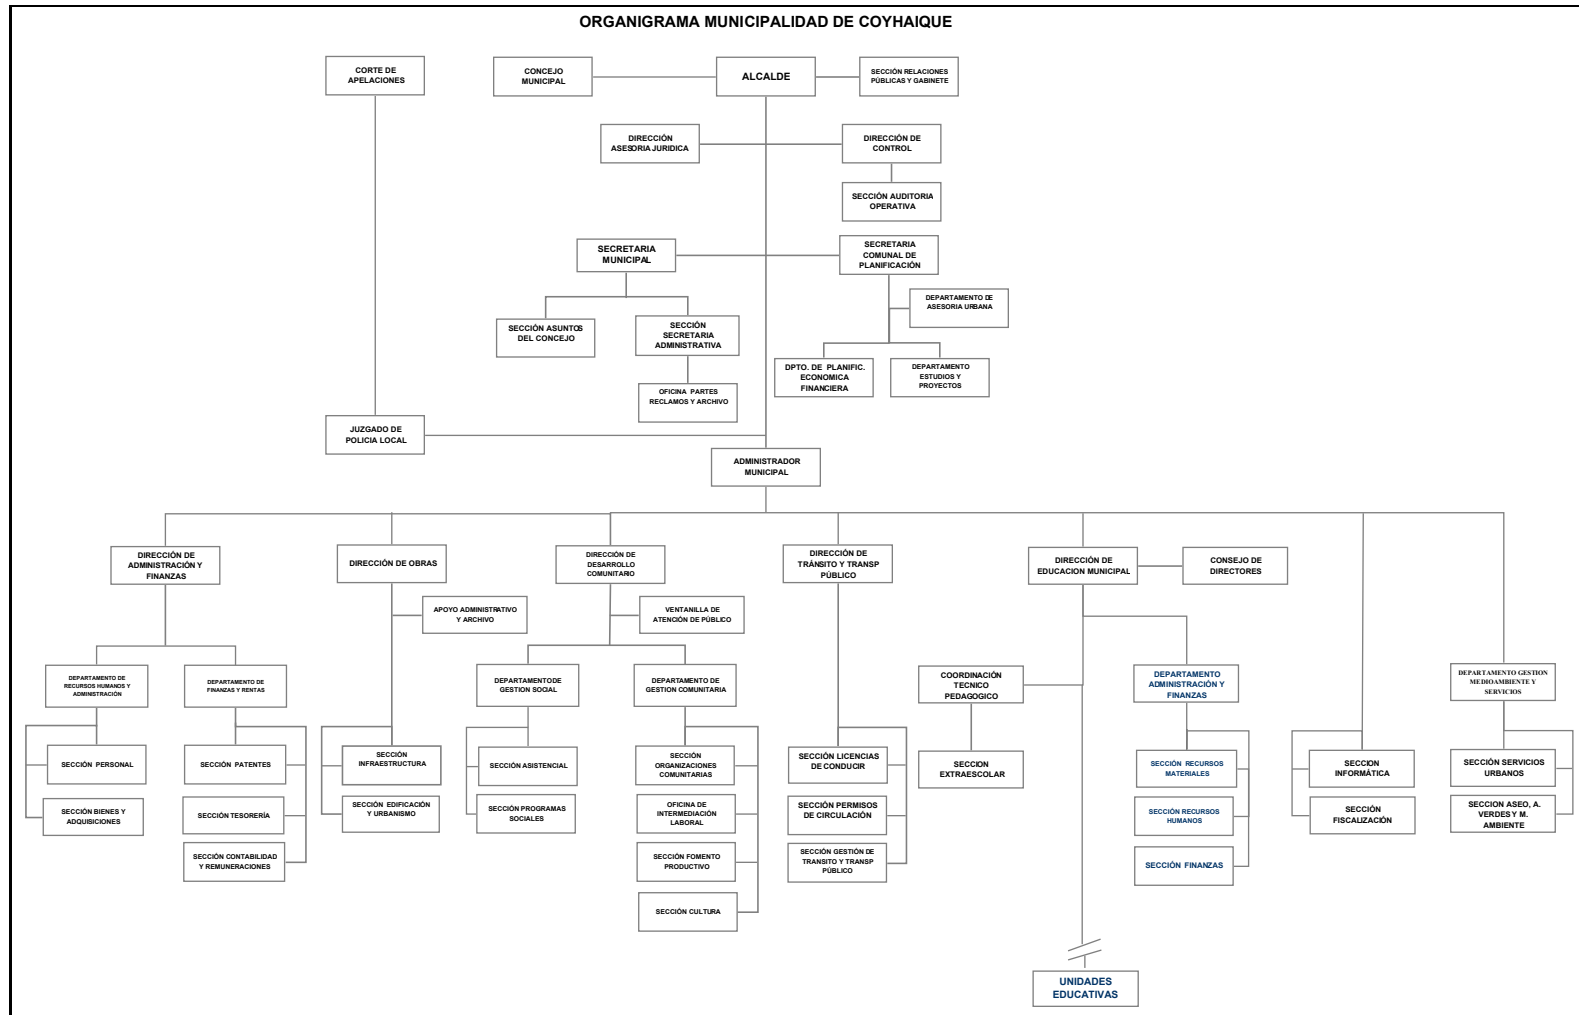 ORGANIGRAMA MUNICIPALIDAD DE COYHAIQUE
CORTE DE
APELACIONES
CONCEJO
MUNICIPAL
ALCALDE
SECCIÓN RELACIONES
PÚBLICAS Y GABINETE
DIRECCIÓN
ASESORIA JURIDICA
DIRECCIÓN DE
CONTROL
SECCIÓN AUDITORIA
OPERATIVA
SECRETARIA
MUNICIPAL
SECRETARIA
COMUNAL DE
PLANIFICACIÓN
DEPARTAMENTO DE
ASESORIA URBANA
SECCIÓN ASUNTOS
DEL CONCEJO
SECCIÓN
SECRETARIA
ADMINISTRATIVA
DPTO. DE PLANIFIC.
ECONOMICA
FINANCIERA
DEPARTAMENTO
ESTUDIOS Y
PROYECTOS
OFICINA PARTES
RECLAMOS Y ARCHIVO
JUZGADO DE
POLICIA LOCAL
ADMINISTRADOR
MUNICIPAL
DIRECCIÓN DE
ADMINISTRACIÓN Y
FINANZAS
DIRECCIÓN DE OBRAS
DIRECCIÓN DE
DESARROLLO
COMUNITARIO
DIRECCIÓN DE
TRÁNSITO Y TRANSP
PÚBLICO
DIRECCIÓN DE
EDUCACION MUNICIPAL
CONSEJO DE
DIRECTORES
APOYO ADMINISTRATIVO
Y ARCHIVO
VENTANILLA DE
ATENCIÓN DE PÚBLICO
DEPARTAMENTO DE
RECURSOS HUMANOS Y
ADMINISTRACIÓN
DEPARTAMENTO DE
FINANZAS Y RENTAS
DEPARTAMENTO DE
GESTION SOCIAL
DEPARTAMENTO DE
GESTION COMUNITARIA
COORDINACIÓN
TECNICO
PEDAGOGICO
DEPARTAMENTO
ADMINISTRACIÓN Y
FINANZAS
DEPARTAMENTO GESTION
MEDIOAMBIENTE Y
SERVICIOS
SECCIÓN PERSONAL
SECCIÓN PATENTES
SECCIÓN
INFRAESTRUCTURA
SECCIÓN ASISTENCIAL
SECCIÓN
ORGANIZACIONES
COMUNITARIAS
SECCIÓN LICENCIAS
DE CONDUCIR
SECCION
EXTRAESCOLAR
SECCIÓN RECURSOS
MATERIALES
SECCION
INFORMÁTICA
SECCIÓN SERVICIOS
URBANOS
SECCIÓN BIENES Y
ADQUISICIONES
SECCIÓN TESORERÍA
SECCIÓN EDIFICACIÓN
Y URBANISMO
SECCIÓN PROGRAMAS
SOCIALES
OFICINA DE
INTERMEDIACIÓN
LABORAL
SECCIÓN PERMISOS
DE CIRCULACIÓN
SECCIÓN RECURSOS
HUMANOS
SECCIÓN
FISCALIZACIÓN
SECCION ASEO, A.
VERDES Y M.
AMBIENTE
SECCIÓN CONTABILIDAD
Y REMUNERACIONES
SECCIÓN FOMENTO
PRODUCTIVO
SECCIÓN GESTIÓN DE
TRANSITO Y TRANSP
PÚBLICO
SECCIÓN FINANZAS
SECCIÓN CULTURA
UNIDADES
EDUCATIVAS